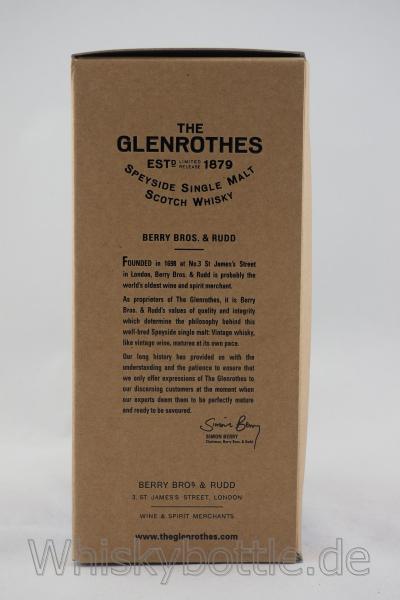 THE
GLENROTHES
ESTD LIMITED RELEASE 1879
SPEYSIDE SINGLE MALT
SCOTCH WHISKY
BERRY BROS. & RUDD
FOUNDED in 1698 at No.3 St James's Street
in London, Berry Bros. & Rudd is probably the
world's oldest wine and spirit merchant.
As proprietors of The Glenrothes, it is Berry
Bros. & Rudd's values of quality and integrity
which determine the philosophy behind this
well-bred Speyside single malt: Vintage whisky,
like vintage wine, matures at its own pace.
Our long history has provided us with the
understanding and the patience to ensure that
we only offer expressions of The Glenrothes to
our discerning customers at the moment when
our experts deem them to be perfectly mature
and ready to be savoured.
Simon Berry
SIMON BERRY
Chairman, Berry Bros. & Rudd
BERRY BROS. & RUDD
3, ST. JAMES'S STREET, LONDON
WINE & SPIRIT MERCHANTS
www.theglenrothes.com
Whiskybottle.de